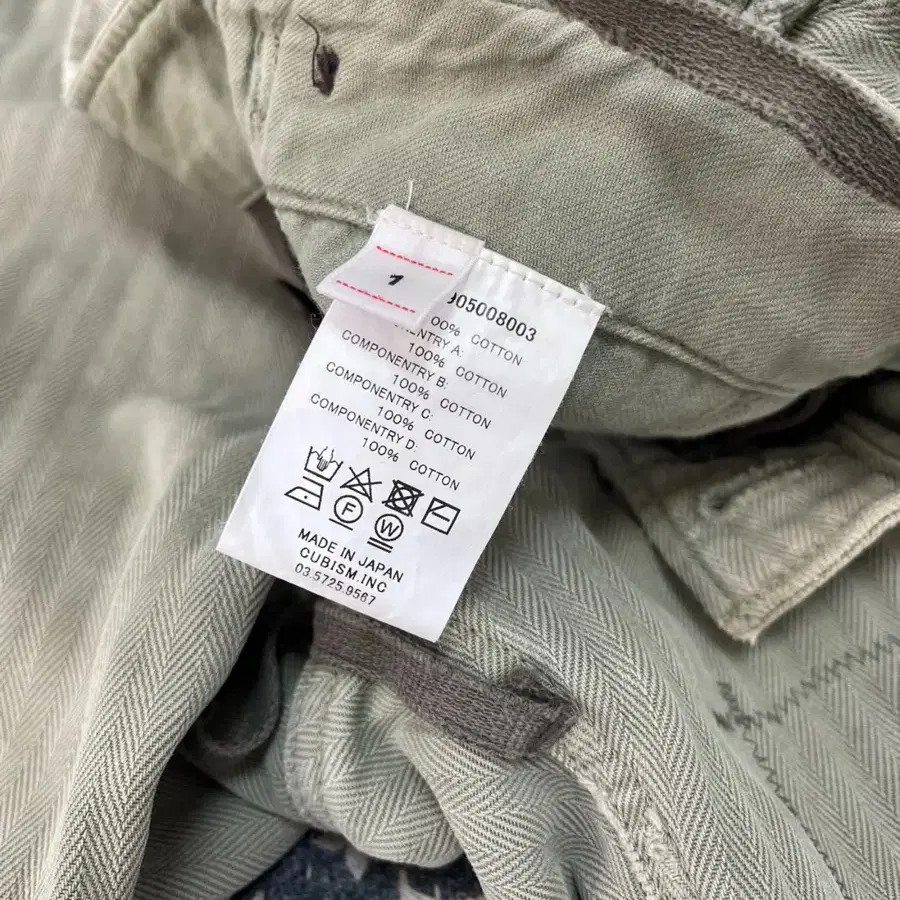 1
905008003
00% COTTON
ENTRY A:
100% COTTON
COMPONENTRY B:
100% COTTON
COMPONENTRY C:
100% COTTON
COMPONENTRY D:
100% COTTON
F
W
MADE IN JAPAN
CUBISM.INC
03.5725.9567